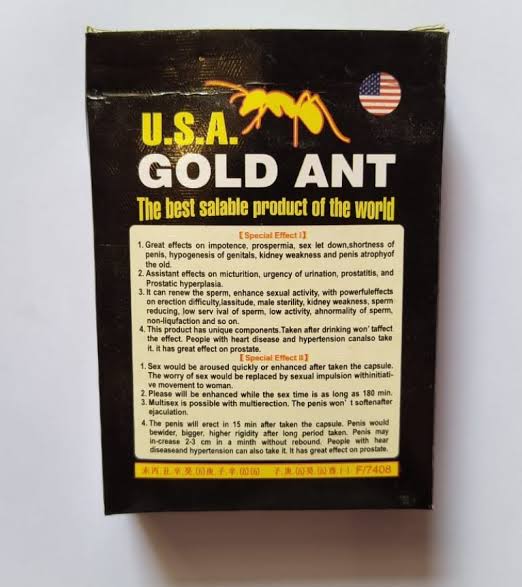 U.S.A.
GOLD ANT
The best salable product of the world
【Special Effect I】
1. Great effects on impotence, prospermia, sex let down,shortness of
penis, hypogenesis of genitals, kidney weakness and penis atrophyof
the old.
2. Assistant effects on micturition, urgency of urination, prostatitis, and
Prostatic hyperplasia.
3. It can renew the sperm, enhance sexual activity, with powerfuleffects
on erection difficulty,lassitude, male sterility, kidney weakness, sperm
reducing, low serv ival of sperm, low activity, ahnormality of sperm,
non-liqufaction and so on.
4. This product has unique components.Taken after drinking won' taffect
the effect. People with heart disease and hypertension canalso take
it. it has great effect on prostate.
【Special Effect II】
1. Sex would be aroused quickly or enhanced after taken the capsule.
The worry of sex would be replaced by sexual impulsion withinitiati-
ve movement to woman.
2. Please will be enhanced while the sex time is as long as 180 min.
3. Multisex is possible with multierection. The penis won' t softenafter
ejaculation.
4. The penis will erect in 15 min after taken the capsule. Penis would
bewider, bigger, higher rigidity after long period taken. Penis may
in-crease 2-3 cm in a minth without rebound. People with hear
diseaseand hypertension can also take it. It has great effect on prostate.
F/7408